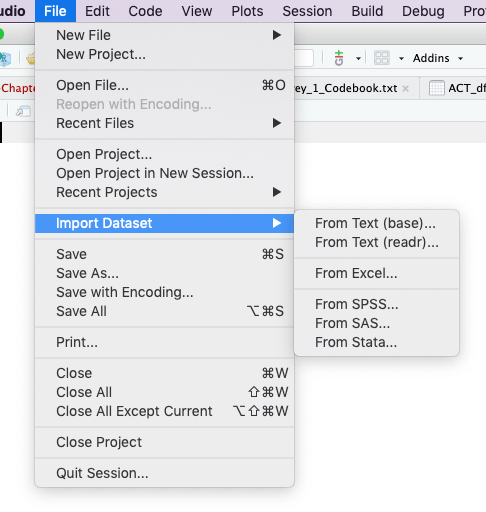 udio File Edit Code View Plots Session Build Debug Pro
New File
New Project...
Addins
Open File... ⌘O
-Chapte
ey_1_Codebook.txt
ACT_df
Reopen with Encoding...
Recent Files
Open Project...
Open Project in New Session...
Recent Projects
Import Dataset
From Text (base)...
From Text (readr)...
From Excel...
From SPSS...
From SAS...
From Stata...
Save ⌘S
Save As...
Save with Encoding...
Save All ⌥⌘S
Print...
Close ⌘W
Close All ⇧⌘W
Close All Except Current ⌥⇧⌘W
Close Project
Quit Session...